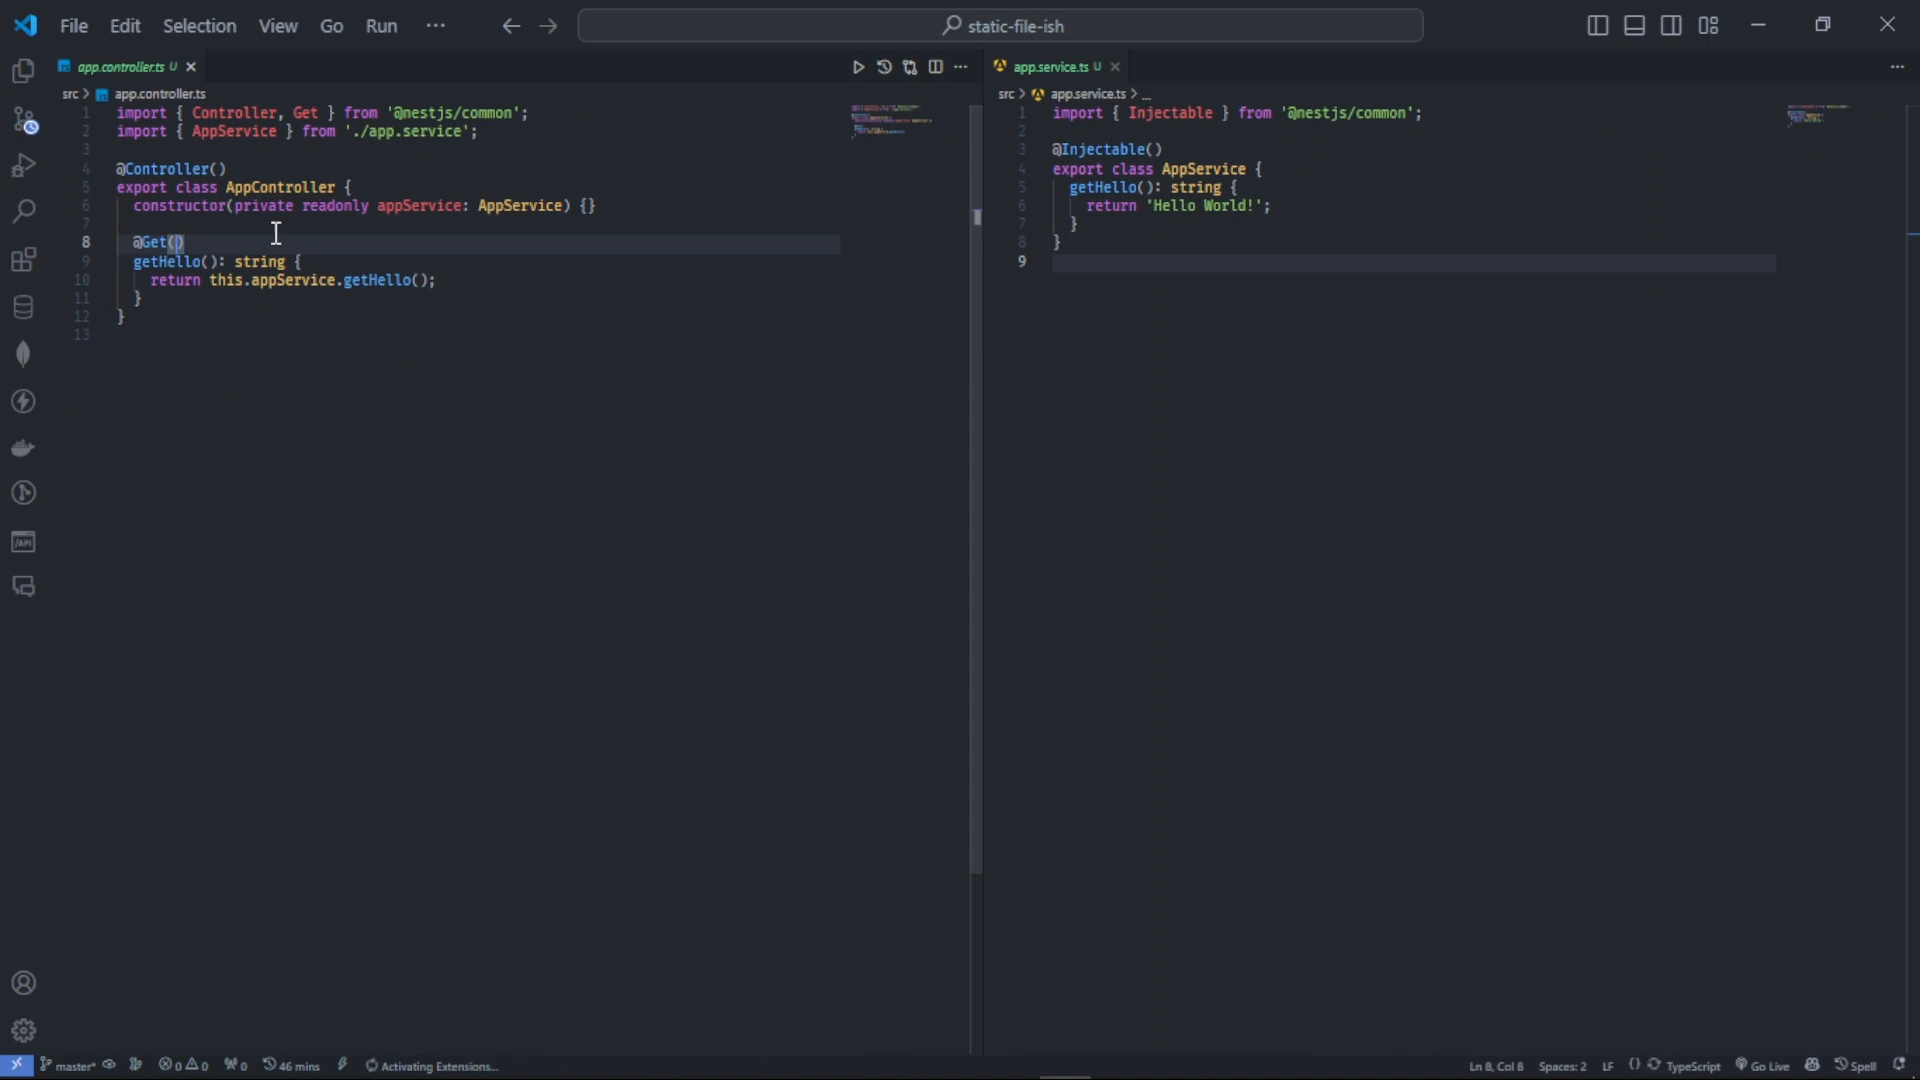 File Edit Selection View Go Run ··· static-file-ish
app.controller.ts U
src > app.controller.ts
1 import { Controller, Get } from '@nestjs/common';
2 import { AppService } from './app.service';
3
4 @Controller()
5 export class AppController {
6 constructor(private readonly appService: AppService) {}
7
8 @Get()
9 getHello(): string {
10 return this.appService.getHello();
11 }
12 }
13
app.service.ts U
src > app.service.ts > ...
1 import { Injectable } from '@nestjs/common';
2
3 @Injectable()
4 export class AppService {
5 getHello(): string {
6 return 'Hello World!';
7 }
8 }
9
/API
master* 0 0 0 46 mins Activating Extensions... Ln 8, Col 8 Spaces: 2 LF {} TypeScript Go Live Spell